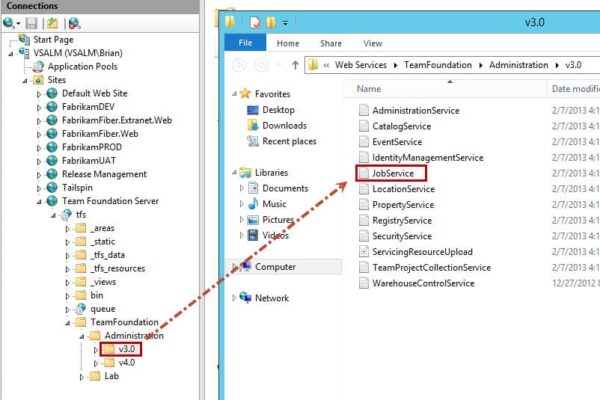 Connections
Start Page
VSALM (VSALM\Brian)
Application Pools
Sites
Default Web Site
FabrikamDEV
FabrikamFiber.Extranet.Web
FabrikamFiber.Web
FabrikamPROD
FabrikamUAT
Release Management
Tailspin
Team Foundation Server
tfs
_areas
_static
_tfs_data
_tfs_resources
_views
bin
queue
TeamFoundation
Administration
v3.0
v4.0
Lab
v3.0
File Home Share View
« Web Services TeamFoundation Administration v3.0
Favorites
Desktop
Downloads
Recent places
Libraries
Documents
Music
Pictures
Videos
Computer
Network
Name Date modifie
AdministrationService 2/7/2013 4:1
CatalogService 2/7/2013 4:1
EventService 2/7/2013 4:1
IdentityManagementService 2/7/2013 4:1
JobService 2/7/2013 4:1
LocationService 2/7/2013 4:1
PropertyService 2/7/2013 4:1
RegistryService 2/7/2013 4:1
SecurityService 2/7/2013 4:1
ServicingResourceUpload 2/7/2013 4:1
TeamProjectCollectionService 2/7/2013 4:1
WarehouseControlService 12/27/2012 8